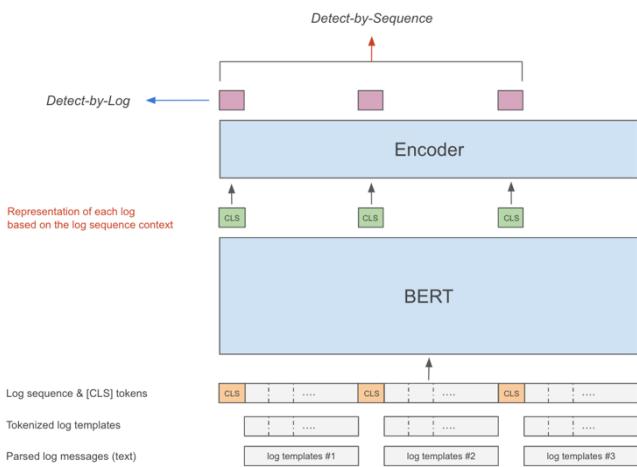 Detect-by-Sequence
Detect-by-Log
Encoder
Representation of each log
based on the log sequence context
CLS
CLS
CLS
BERT
Log sequence & [CLS] tokens
CLS
....
CLS
....
CLS
....
Tokenized log templates
....
....
....
Parsed log messages (text)
log templates #1
log templates #2
log templates #3